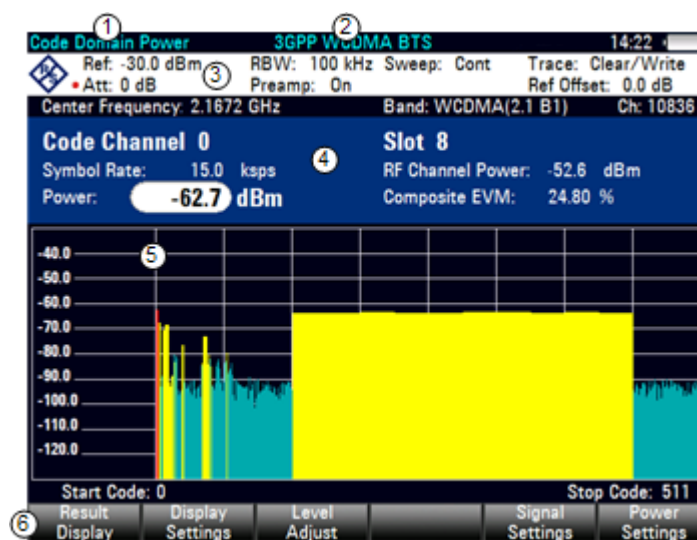 1 2
Code Domain Power 3GPP WCDMA BTS 14:22
Ref: -30.0 dBm 3 RBW: 100 kHz Sweep: Cont Trace: Clear/Write
Att: 0 dB Preamp: On Ref Offset: 0.0 dB
Center Frequency: 2.1672 GHz Band: WCDMA(2.1 B1) Ch: 10836
Code Channel 0 Slot 8
Symbol Rate: 15.0 ksps 4 RF Channel Power: -52.6 dBm
Power: -62.7 dBm Composite EVM: 24.80 %
5
-40.0
-50.0
-60.0
-70.0
-80.0
-90.0
-100.0
-110.0
-120.0
Start Code: 0 Stop Code: 511
6 Result Display Level Signal Power
Display Settings Adjust Settings Settings